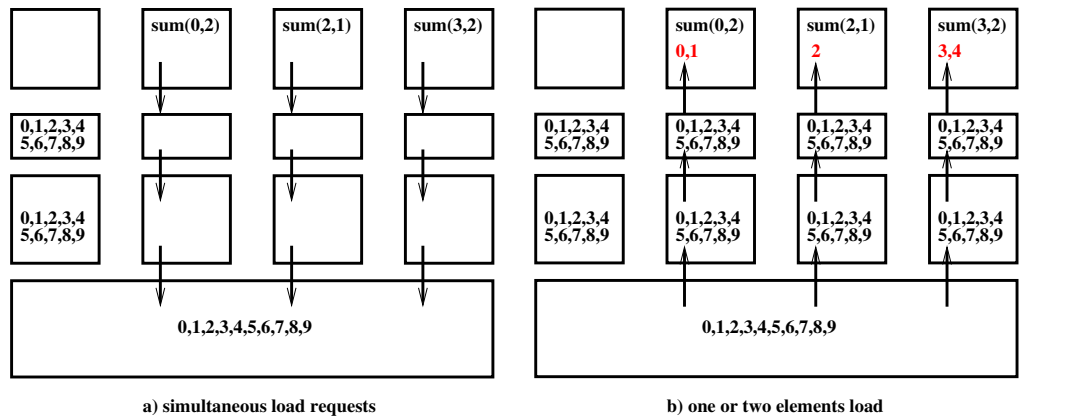 sum(0,2) sum(2,1) sum(3,2)
0,1,2,3,4
5,6,7,8,9
0,1,2,3,4
5,6,7,8,9
0,1,2,3,4,5,6,7,8,9
a) simultaneous load requests
sum(0,2) sum(2,1) sum(3,2)
0,1 2 3,4
0,1,2,3,4 0,1,2,3,4 0,1,2,3,4 0,1,2,3,4
5,6,7,8,9 5,6,7,8,9 5,6,7,8,9 5,6,7,8,9
0,1,2,3,4 0,1,2,3,4 0,1,2,3,4 0,1,2,3,4
5,6,7,8,9 5,6,7,8,9 5,6,7,8,9 5,6,7,8,9
0,1,2,3,4,5,6,7,8,9
b) one or two elements load